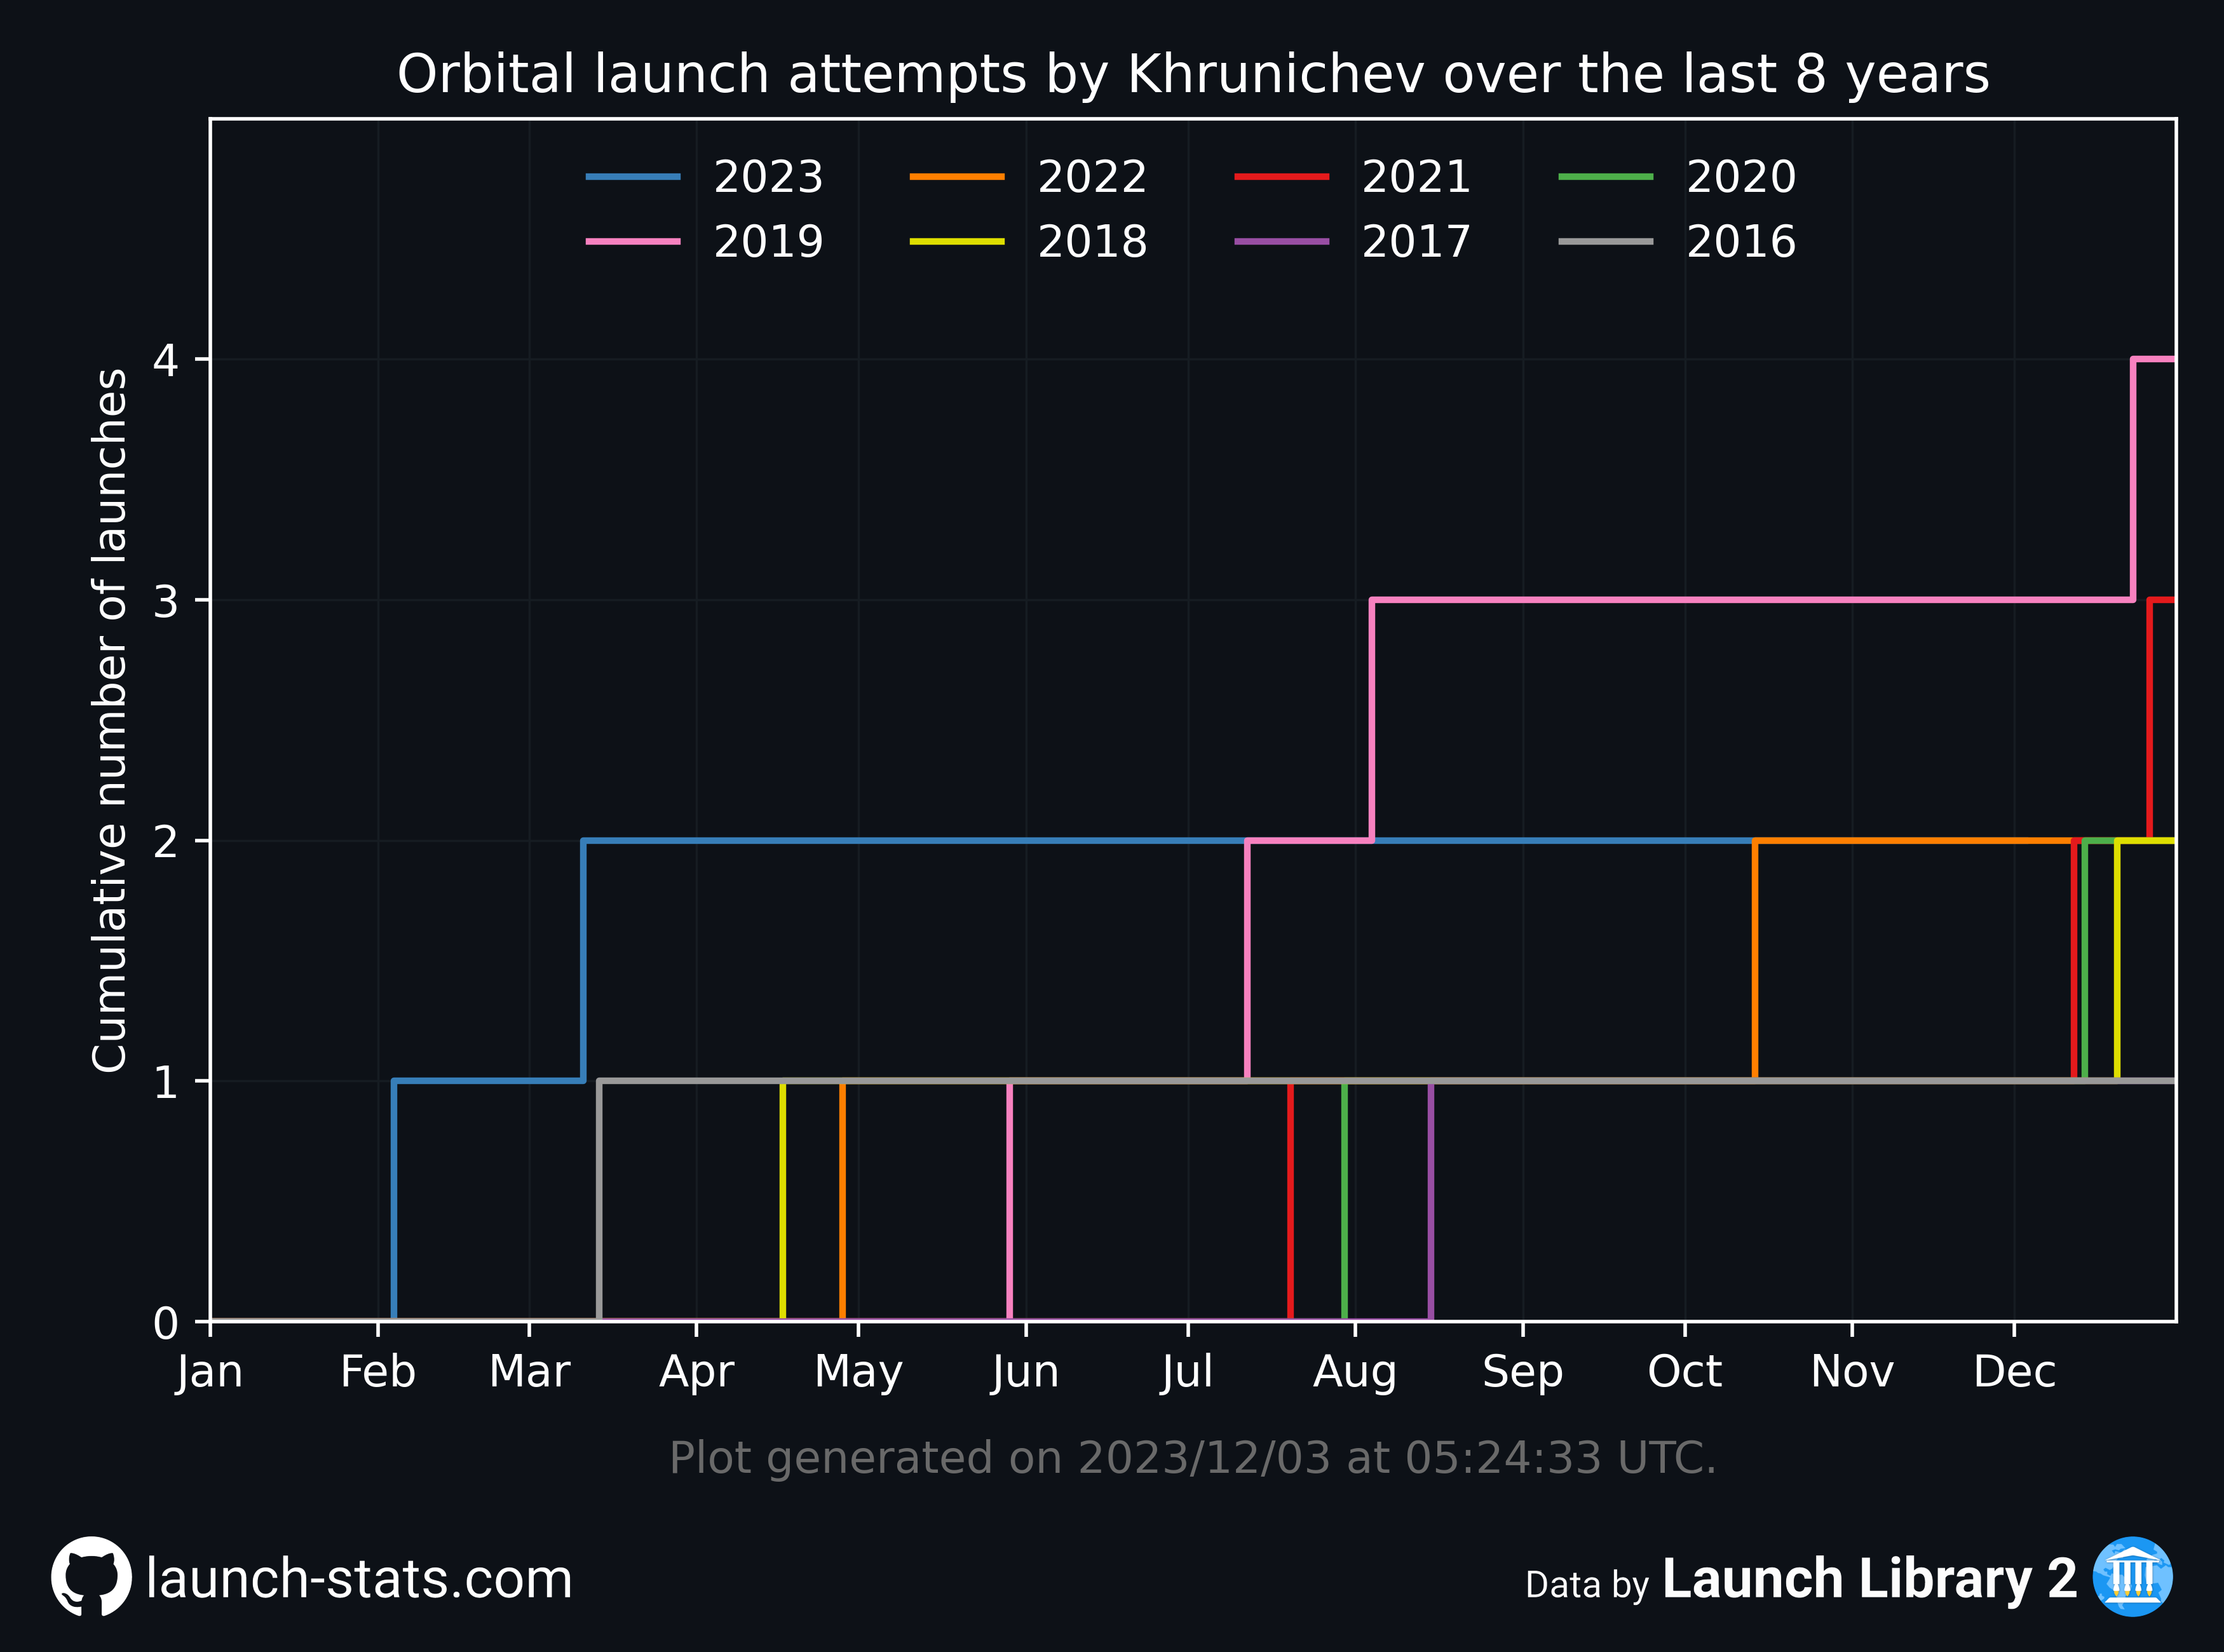 Orbital launch attempts by Khrunichev over the last 8 years
2023 2022 2021 2020
2019 2018 2017 2016
Cumulative number of launches
4
3
2
1
0
Jan Feb Mar Apr May Jun Jul Aug Sep Oct Nov Dec
Plot generated on 2023/12/03 at 05:24:33 UTC.
launch-stats.com
Data by Launch Library 2